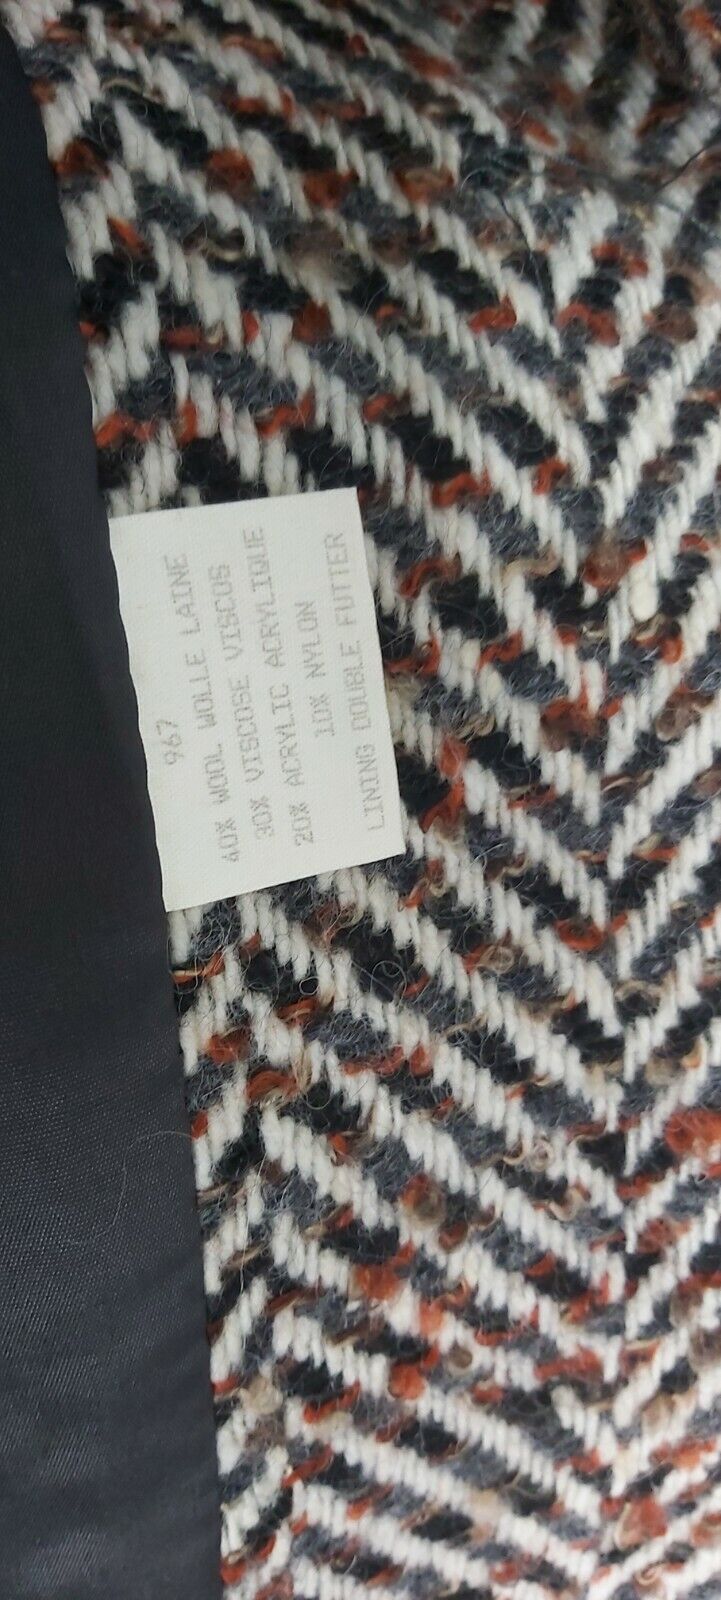 967
40% WOOL WOLLE LAINE
30% VISCOSE VISCOS
20% ACRYLIC ACRYLIQUE
10% NYLON
LINING DOUBLE FUTTER